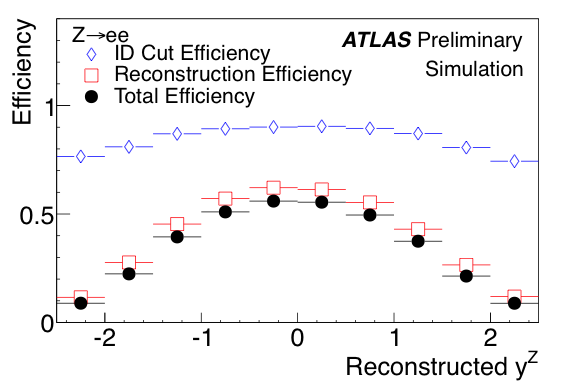 Efficiency
Z→ee
ID Cut Efficiency
Reconstruction Efficiency
Total Efficiency
ATLAS Preliminary
Simulation
1
0.5
0
-2 -1 0 1 2
Reconstructed y^Z